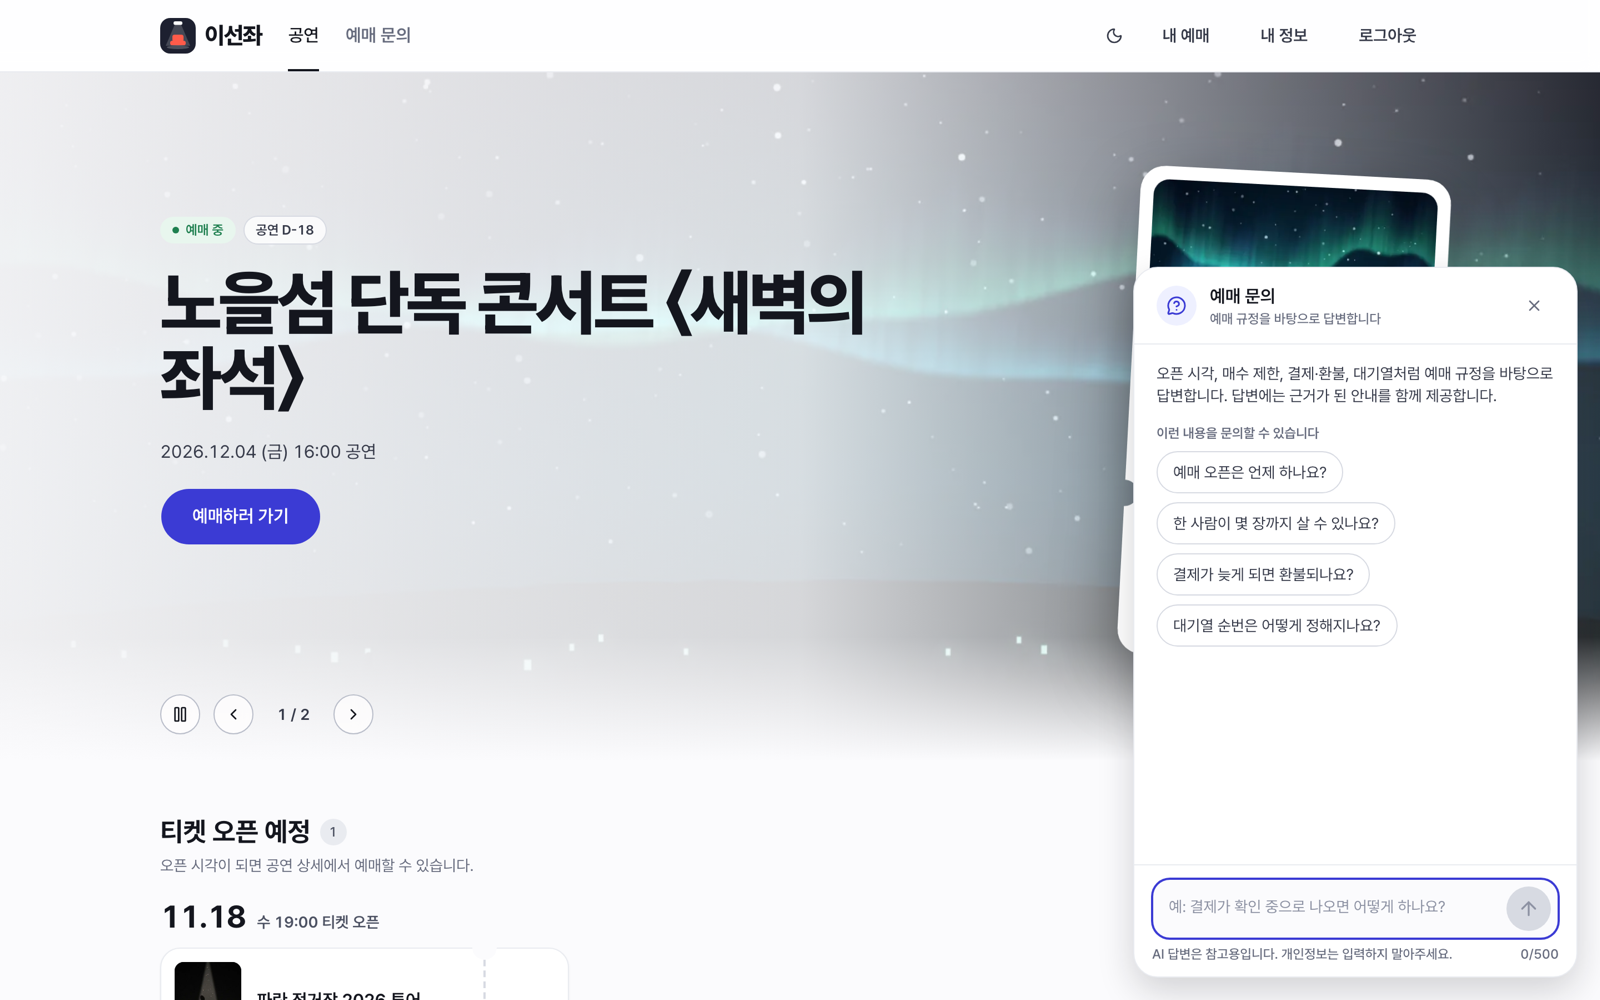 이선좌
공연
예매 문의
내 예매
내 정보
로그아웃
예매 중
공연 D-18
노을섬 단독 콘서트 〈새벽의
좌석〉
2026.12.04 (금) 16:00 공연
예매하러 가기
1 / 2
티켓 오픈 예정 1
오픈 시각이 되면 공연 상세에서 예매할 수 있습니다.
11.18 수 19:00 티켓 오픈
파란 정거장 2026 투어
예매 문의
예매 규정을 바탕으로 답변합니다
오픈 시각, 매수 제한, 결제·환불, 대기열처럼 예매 규정을 바탕으로
답변합니다. 답변에는 근거가 된 안내를 함께 제공합니다.
이런 내용을 문의할 수 있습니다
예매 오픈은 언제 하나요?
한 사람이 몇 장까지 살 수 있나요?
결제가 늦게 되면 환불되나요?
대기열 순번은 어떻게 정해지나요?
예: 결제가 확인 중으로 나오면 어떻게 하나요?
AI 답변은 참고용입니다. 개인정보는 입력하지 말아주세요.
0/500